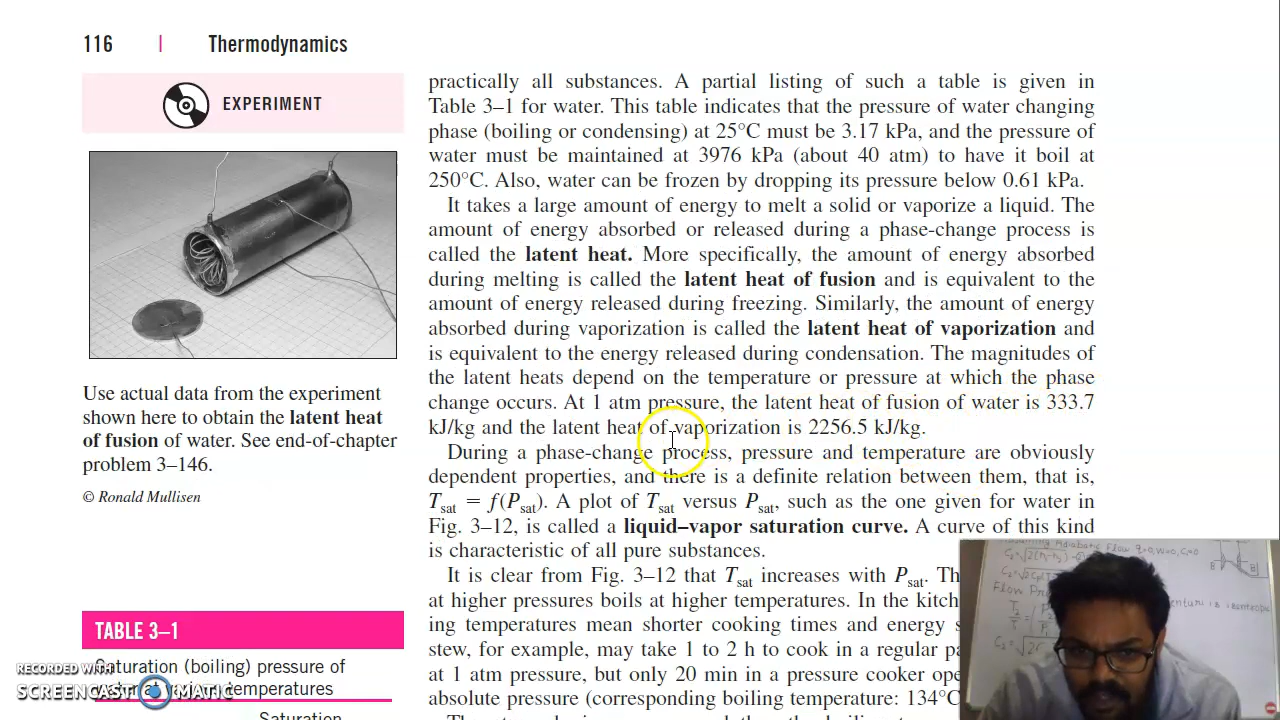 116 | Thermodynamics
EXPERIMENT
Use actual data from the experiment
shown here to obtain the latent heat
of fusion of water. See end-of-chapter
problem 3–146.
© Ronald Mullisen
TABLE 3–1
Saturation (boiling) pressure of
temperatures
Saturation
practically all substances. A partial listing of such a table is given in
Table 3–1 for water. This table indicates that the pressure of water changing
phase (boiling or condensing) at 25°C must be 3.17 kPa, and the pressure of
water must be maintained at 3976 kPa (about 40 atm) to have it boil at
250°C. Also, water can be frozen by dropping its pressure below 0.61 kPa.
It takes a large amount of energy to melt a solid or vaporize a liquid. The
amount of energy absorbed or released during a phase-change process is
called the latent heat. More specifically, the amount of energy absorbed
during melting is called the latent heat of fusion and is equivalent to the
amount of energy released during freezing. Similarly, the amount of energy
absorbed during vaporization is called the latent heat of vaporization and
is equivalent to the energy released during condensation. The magnitudes of
the latent heats depend on the temperature or pressure at which the phase
change occurs. At 1 atm pressure, the latent heat of fusion of water is 333.7
kJ/kg and the latent heat of vaporization is 2256.5 kJ/kg.
During a phase-change process, pressure and temperature are obviously
dependent properties, and there is a definite relation between them, that is,
Tsat = f(Psat). A plot of Tsat versus Psat, such as the one given for water in
Fig. 3–12, is called a liquid–vapor saturation curve. A curve of this kind
is characteristic of all pure substances.
It is clear from Fig. 3–12 that Tsat increases with Psat. Th
at higher pressures boils at higher temperatures. In the kitch
ing temperatures mean shorter cooking times and energy s
stew, for example, may take 1 to 2 h to cook in a regular pa
at 1 atm pressure, but only 20 min in a pressure cooker ope
absolute pressure (corresponding boiling temperature: 134°C
RECORDED WITH
SCREENCAST MATIC
Flow